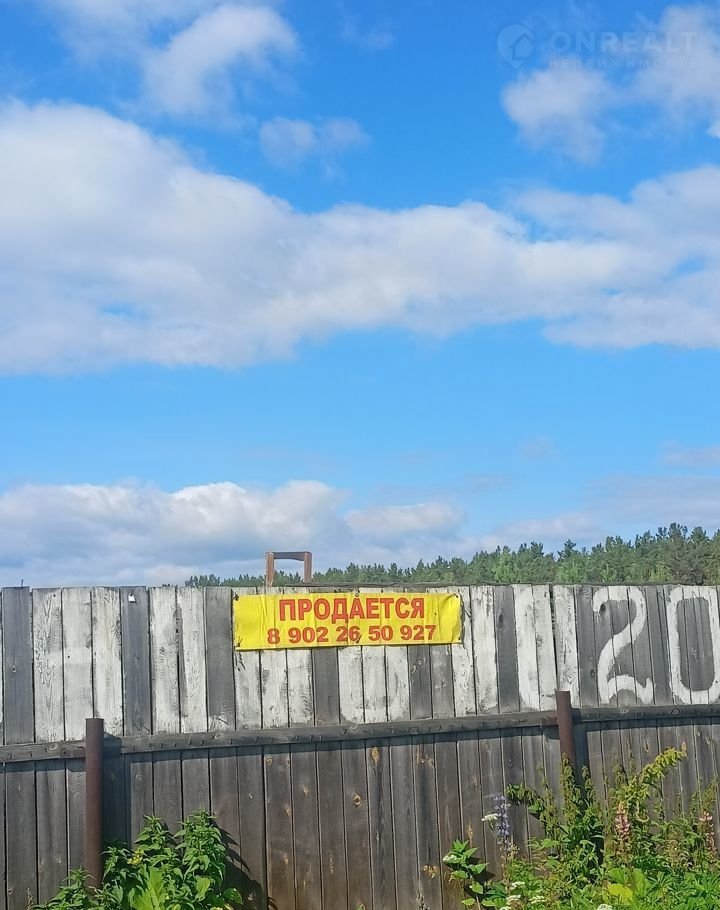 ONREALT
НЕДВИЖИМОСТЬ
ПРОДАЕТСЯ
8 902 26 50 927
20